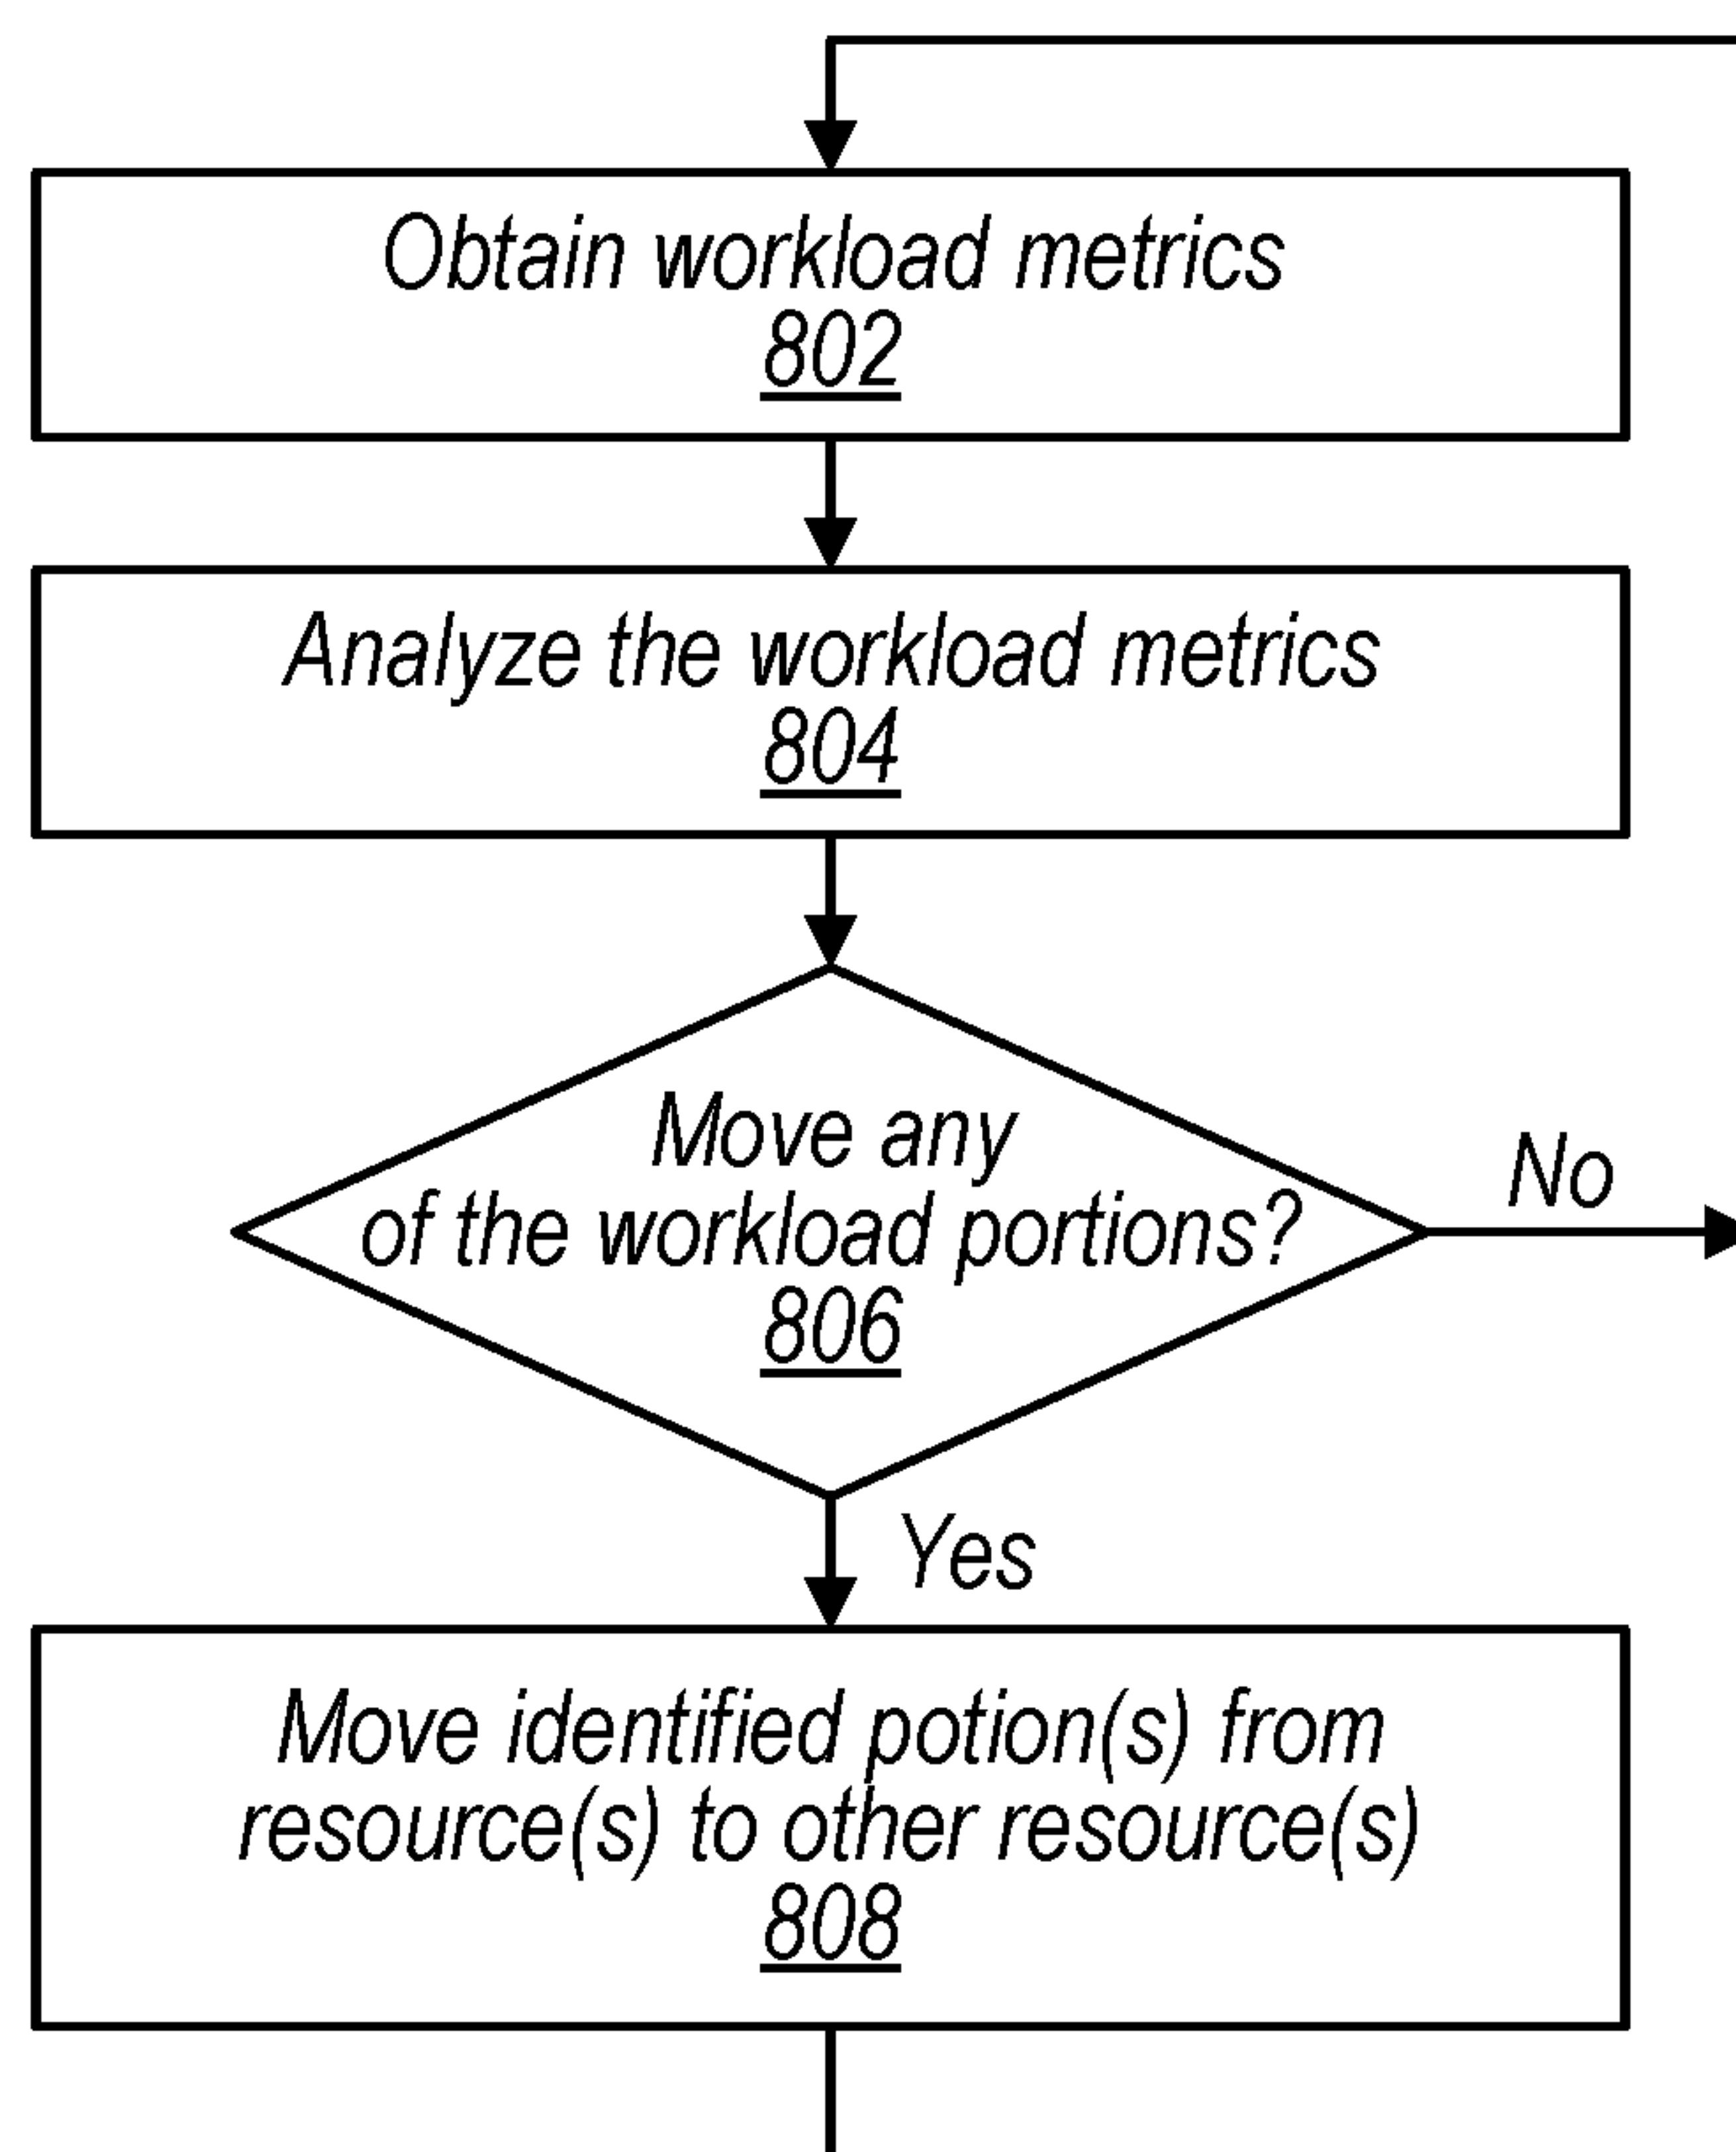 Obtain workload metrics
802
Analyze the workload metrics
804
Move any
of the workload portions?
806
No
Yes
Move identified potion(s) from
resource(s) to other resource(s)
808